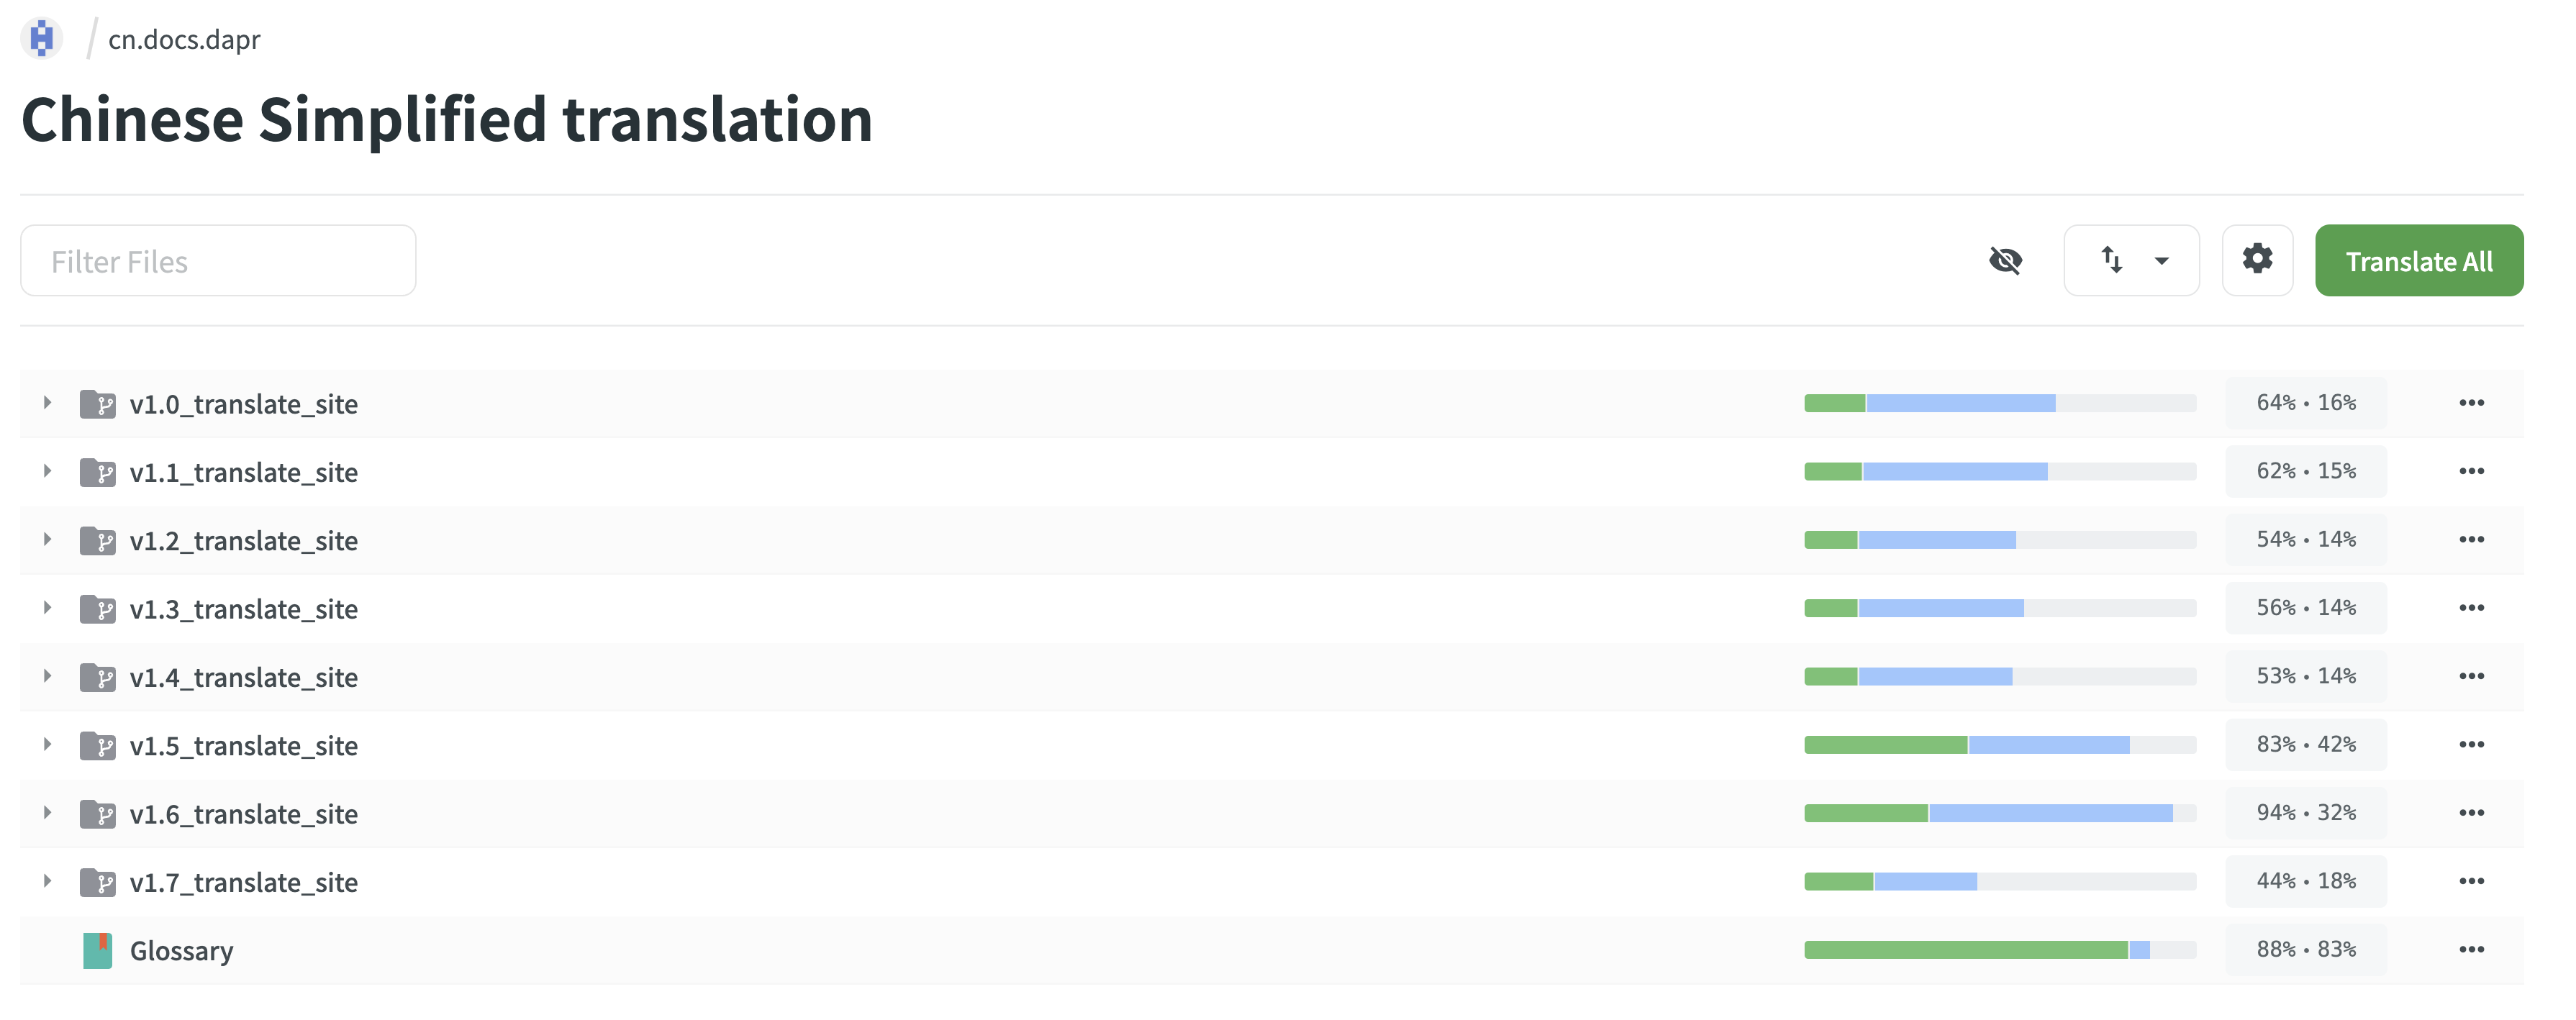 / cn.docs.dapr
Chinese Simplified translation
Filter Files
Translate All
v1.0_translate_site 64% • 16%
v1.1_translate_site 62% • 15%
v1.2_translate_site 54% • 14%
v1.3_translate_site 56% • 14%
v1.4_translate_site 53% • 14%
v1.5_translate_site 83% • 42%
v1.6_translate_site 94% • 32%
v1.7_translate_site 44% • 18%
Glossary 88% • 83%